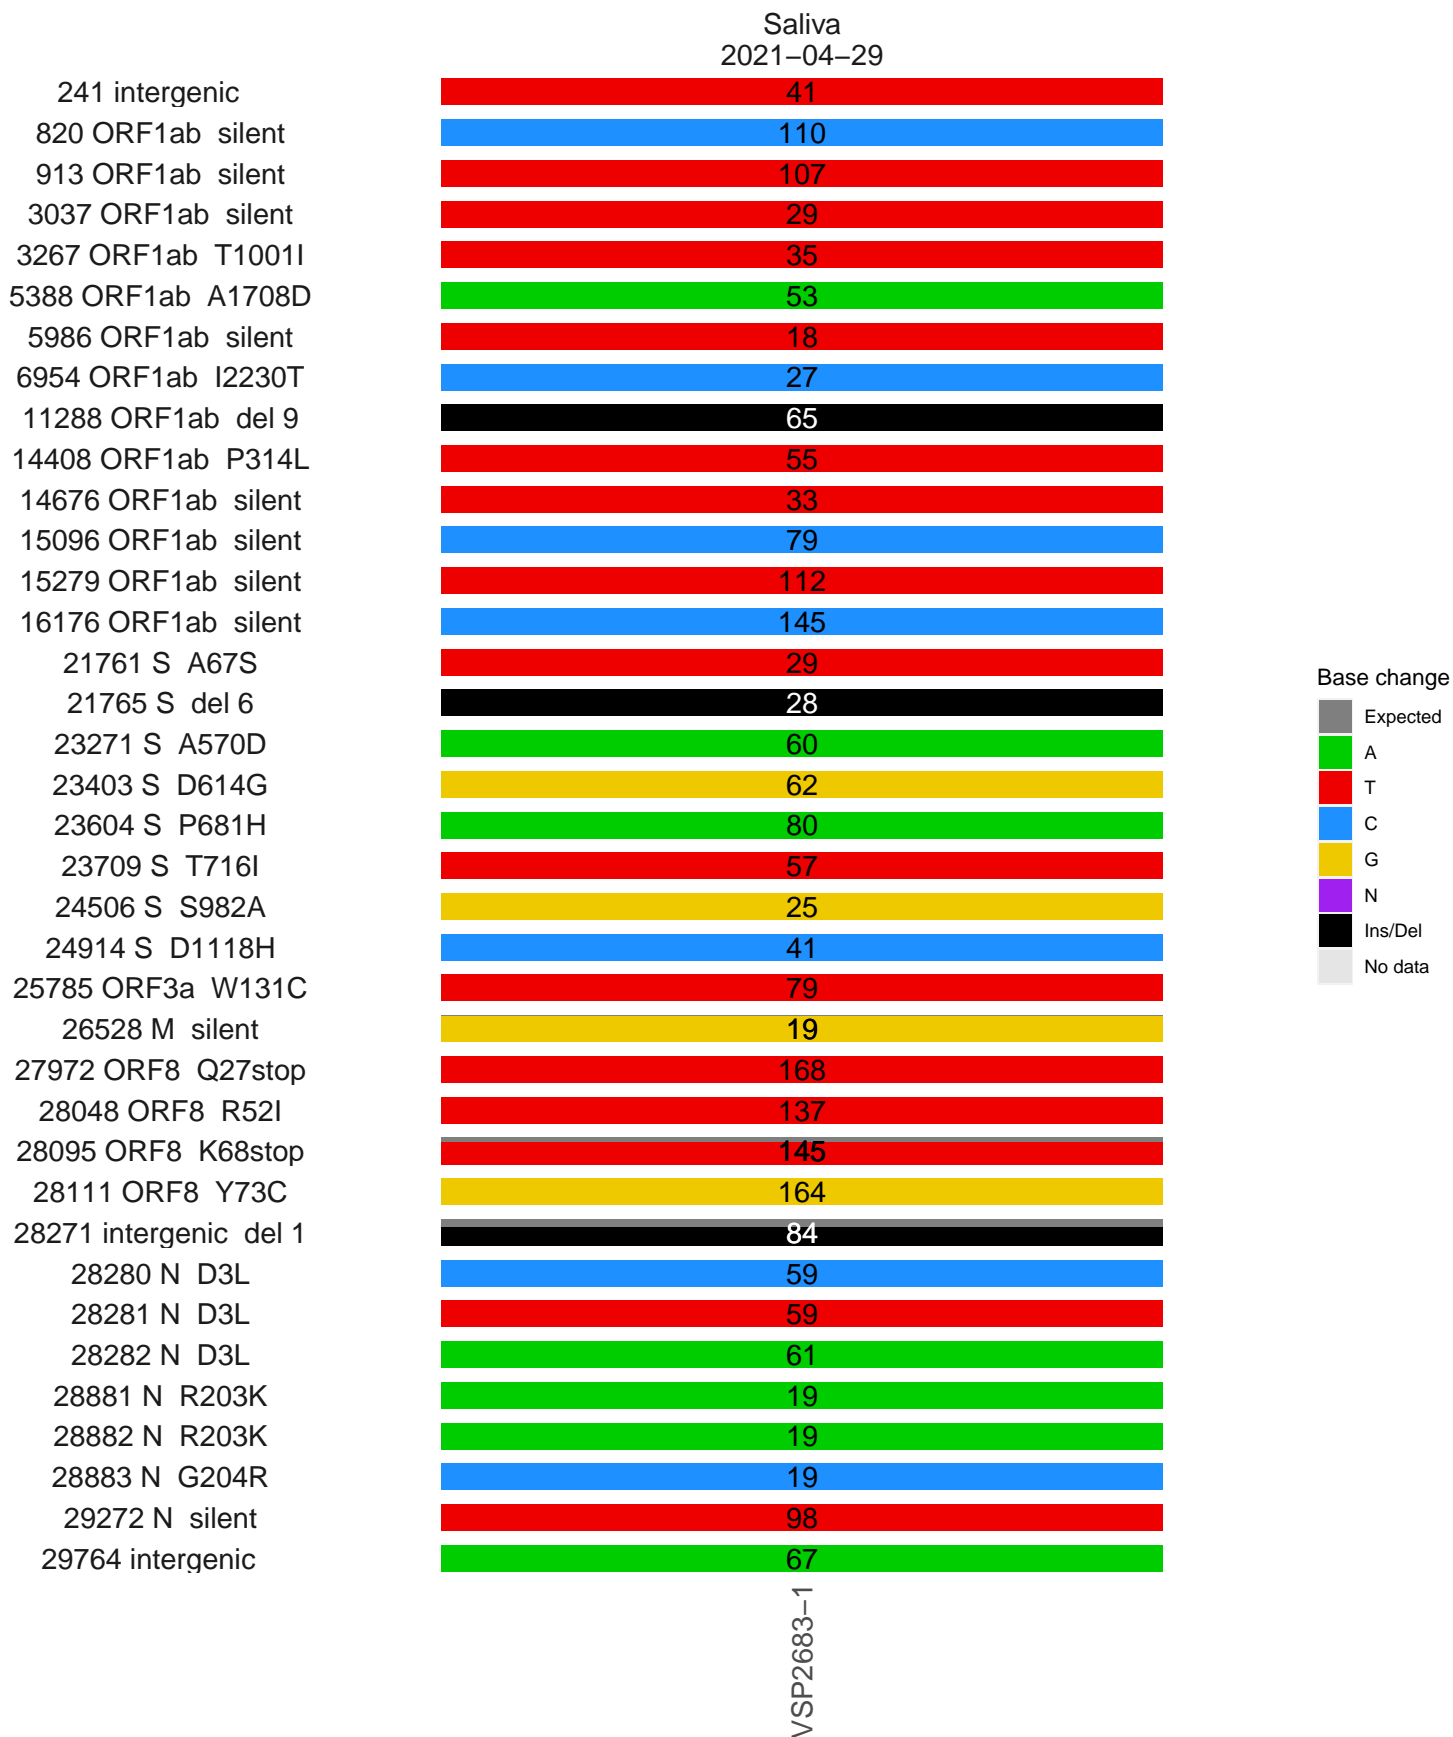 Saliva
2021−04−29
241 intergenic 41
820 ORF1ab silent 110
913 ORF1ab silent 107
3037 ORF1ab silent 29
3267 ORF1ab T1001I 35
5388 ORF1ab A1708D 53
5986 ORF1ab silent 18
6954 ORF1ab I2230T 27
11288 ORF1ab del 9 65
14408 ORF1ab P314L 55
14676 ORF1ab silent 33
15096 ORF1ab silent 79
15279 ORF1ab silent 112
16176 ORF1ab silent 145
21761 S A67S 29
21765 S del 6 28
23271 S A570D 60
23403 S D614G 62
23604 S P681H 80
23709 S T716I 57
24506 S S982A 25
24914 S D1118H 41
25785 ORF3a W131C 79
26528 M silent 19
27972 ORF8 Q27stop 168
28048 ORF8 R52I 137
28095 ORF8 K68stop 145
28111 ORF8 Y73C 164
28271 intergenic del 1 84
28280 N D3L 59
28281 N D3L 59
28282 N D3L 61
28881 N R203K 19
28882 N R203K 19
28883 N G204R 19
29272 N silent 98
29764 intergenic 67
VSP2683−1
Base change
Expected
A
T
C
G
N
Ins/Del
No data